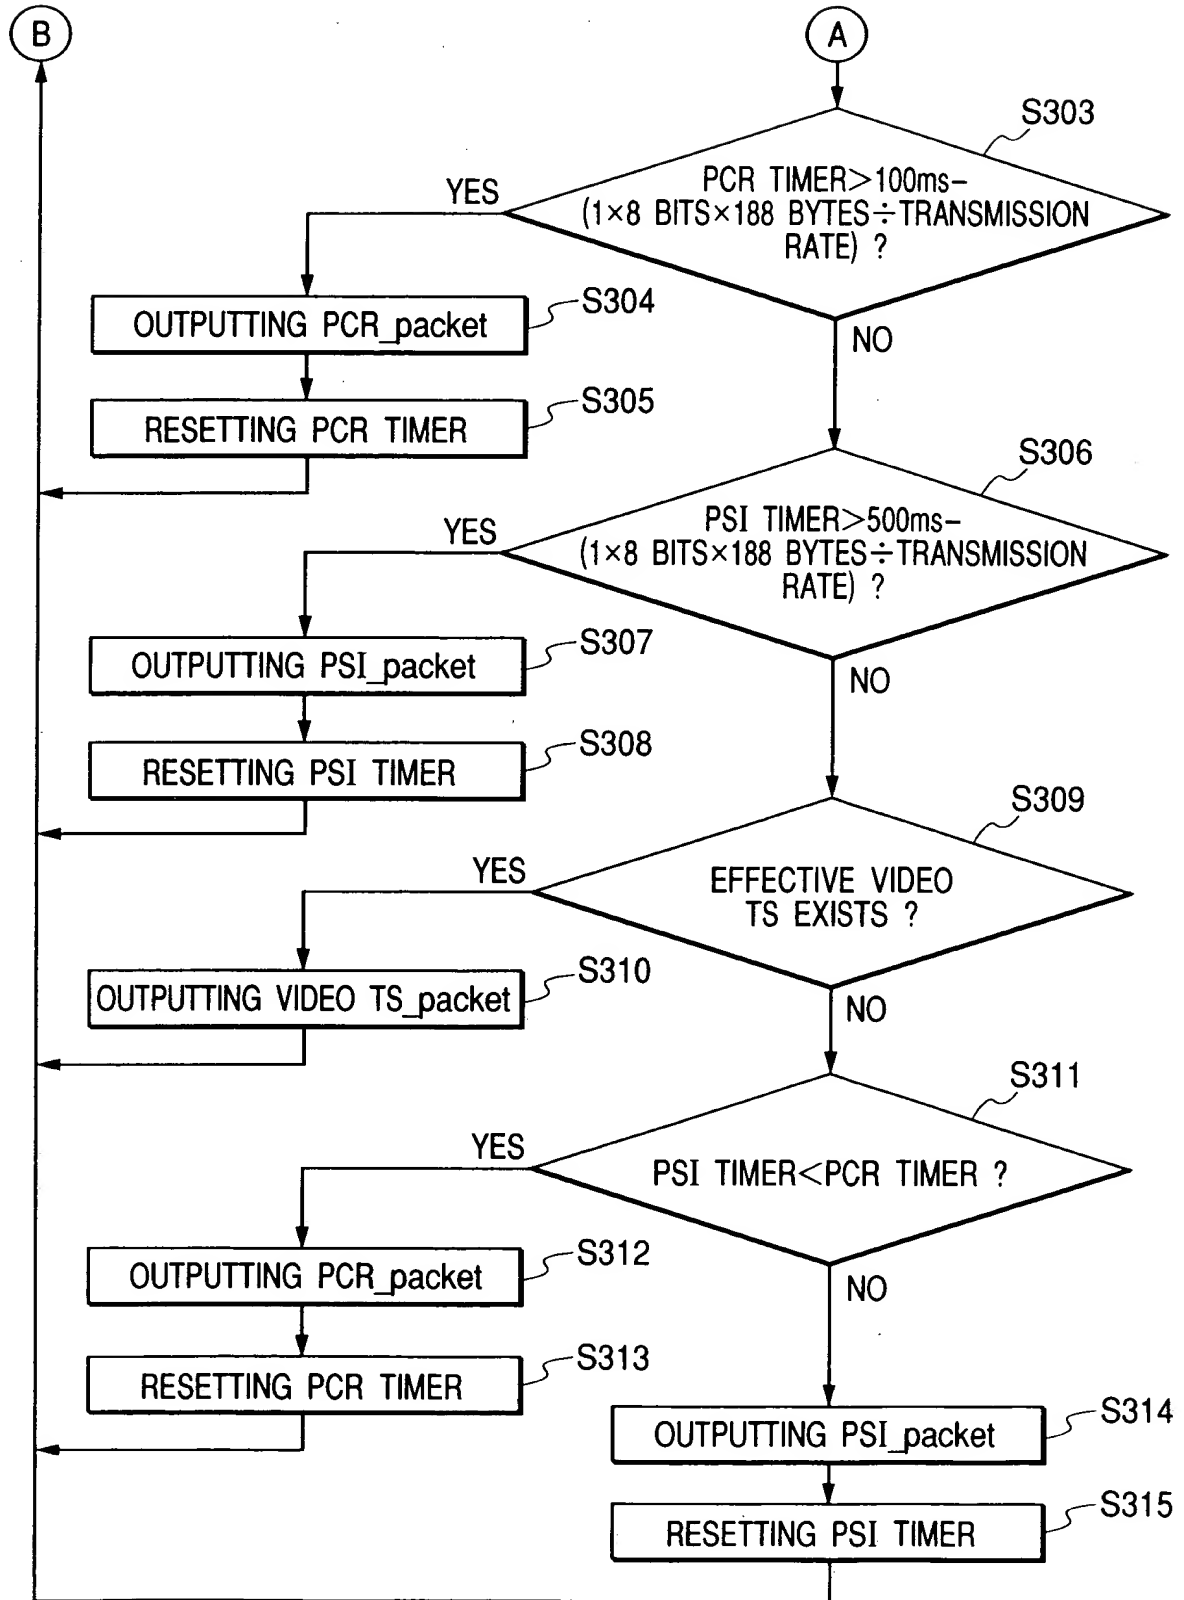 B
A
S303
PCR TIMER>100ms-
(1×8 BITS×188 BYTES÷TRANSMISSION
RATE) ?
YES
NO
S304
OUTPUTTING PCR_packet
S305
RESETTING PCR TIMER
S306
PSI TIMER>500ms-
(1×8 BITS×188 BYTES÷TRANSMISSION
RATE) ?
YES
NO
S307
OUTPUTTING PSI_packet
S308
RESETTING PSI TIMER
S309
EFFECTIVE VIDEO
TS EXISTS ?
YES
NO
S310
OUTPUTTING VIDEO TS_packet
S311
PSI TIMER<PCR TIMER ?
YES
NO
S312
OUTPUTTING PCR_packet
S313
RESETTING PCR TIMER
S314
OUTPUTTING PSI_packet
S315
RESETTING PSI TIMER